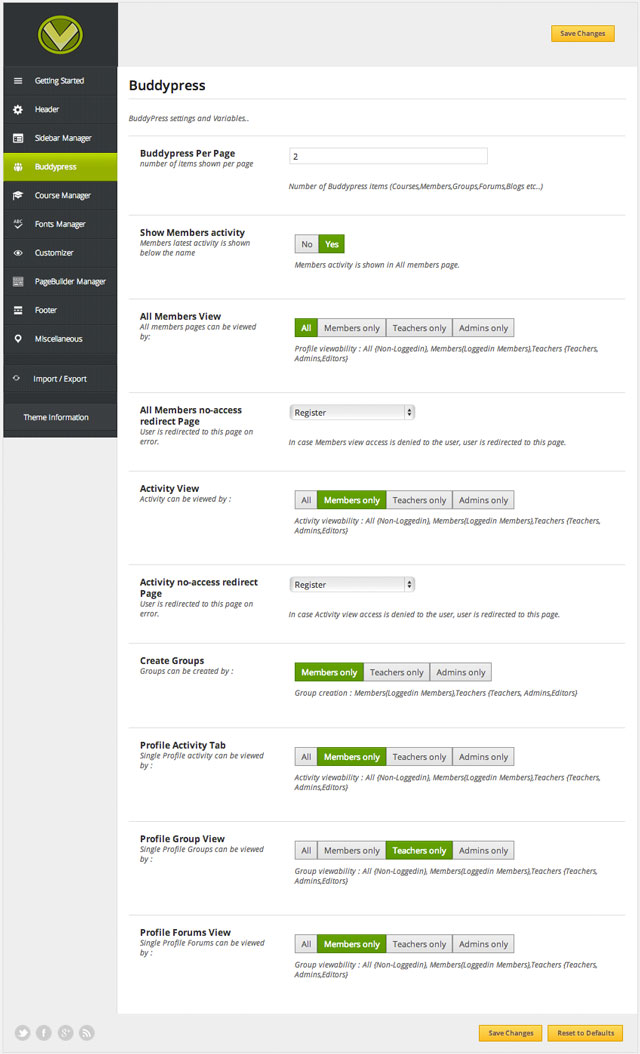 Save Changes
Getting Started
Header
Sidebar Manager
Buddypress
Course Manager
ABC
Fonts Manager
Customizer
PageBuilder Manager
Footer
Miscellaneous
Import / Export
Theme Information
Buddypress
BuddyPress settings and Variables..
Buddypress Per Page
number of items shown per page
2
Number of Buddypress items (Courses,Members,Groups,Forums,Blogs etc..)
Show Members activity
Members latest activity is shown
below the name
No Yes
Members activity is shown in All members page.
All Members View
All members pages can be viewed
by:
All Members only Teachers only Admins only
Profile viewability : All {Non-Loggedin}, Members{Loggedin Members},Teachers {Teachers,
Admins,Editors}
All Members no-access
redirect Page
User is redirected to this page on
error.
Register
In case Members view access is denied to the user, user is redirected to this page.
Activity View
Activity can be viewed by :
All Members only Teachers only Admins only
Activity viewability : All {Non-Loggedin}, Members{Loggedin Members},Teachers {Teachers,
Admins,Editors}
Activity no-access redirect
Page
User is redirected to this page on
error.
Register
In case Activity view access is denied to the user, user is redirected to this page.
Create Groups
Groups can be created by :
Members only Teachers only Admins only
Group creation : Members{Loggedin Members},Teachers {Teachers, Admins,Editors}
Profile Activity Tab
Single Profile activity can be viewed
by :
All Members only Teachers only Admins only
Activity viewability : All {Non-Loggedin}, Members{Loggedin Members},Teachers {Teachers,
Admins,Editors}
Profile Group View
Single Profile Groups can be viewed
by :
All Members only Teachers only Admins only
Group viewability : All {Non-Loggedin}, Members{Loggedin Members},Teachers {Teachers,
Admins,Editors}
Profile Forums View
Single Profile Forums can be viewed
by :
All Members only Teachers only Admins only
Group viewability : All {Non-Loggedin}, Members{Loggedin Members},Teachers {Teachers,
Admins,Editors}
Save Changes Reset to Defaults